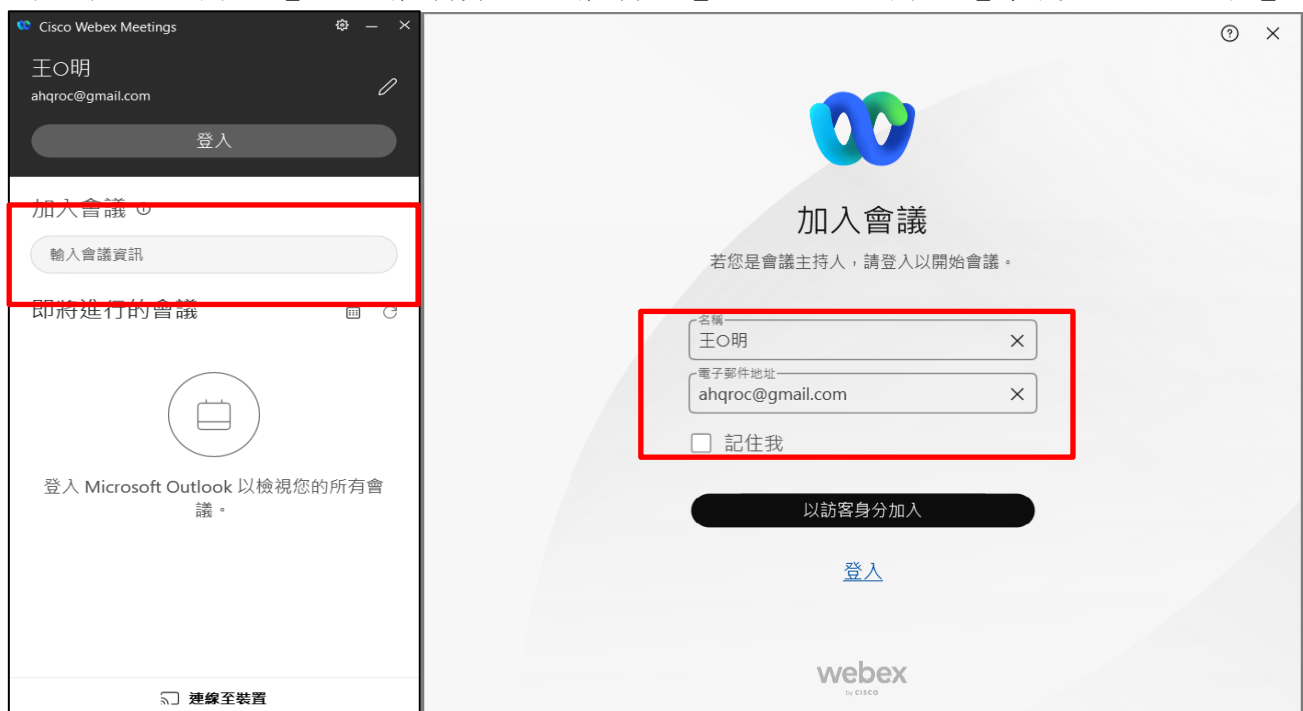 Cisco Webex Meetings
王○明
ahqroc@gmail.com
登入
加入會議
輸入會議資訊
即將進行的會議
登入 Microsoft Outlook 以檢視您的所有會
議。
連線至裝置
加入會議
若您是會議主持人，請登入以開始會議。
名稱
王○明
電子郵件地址
ahqroc@gmail.com
記住我
以訪客身分加入
登入
webex
by CISCO